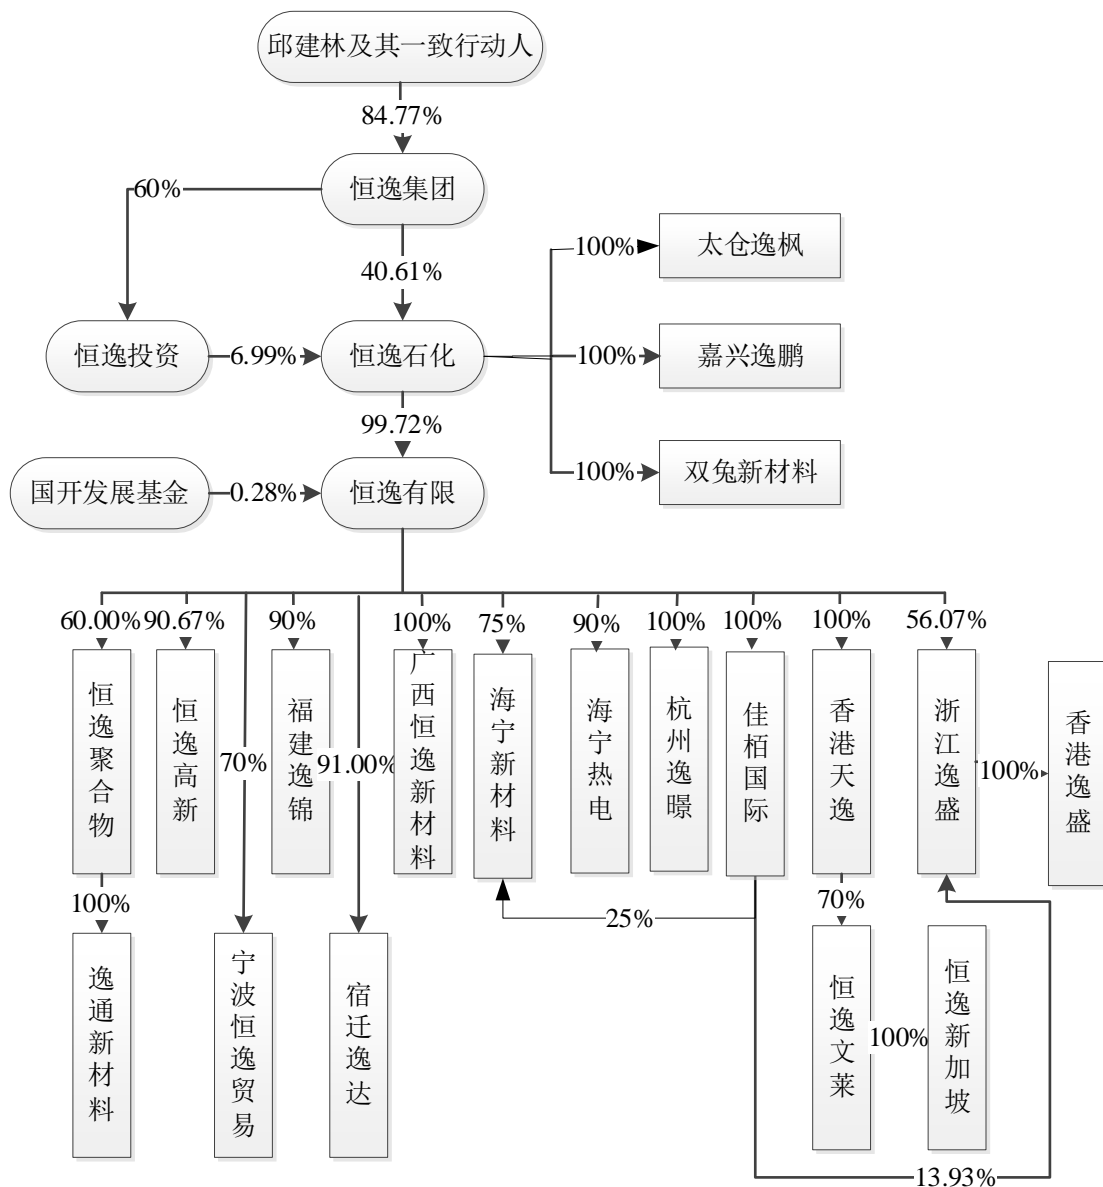 邱建林及其一致行动人
84.77%
60%
恒逸集团
100%
太仓逸枫
40.61%
恒逸投资
6.99%
恒逸石化
100%
嘉兴逸鹏
99.72%
100%
双兔新材料
国开发展基金
0.28%
恒逸有限
60.00%
90.67%
90%
100%
75%
90%
100%
100%
100%
56.07%
恒逸聚合物
恒逸高新
70%
福建逸锦
91.00%
广西恒逸新材料
海宁新材料
海宁热电
杭州逸暻
佳栢国际
香港天逸
浙江逸盛
100%
香港逸盛
100%
25%
70%
逸通新材料
宁波恒逸贸易
宿迁逸达
恒逸文莱
100%
恒逸新加坡
13.93%